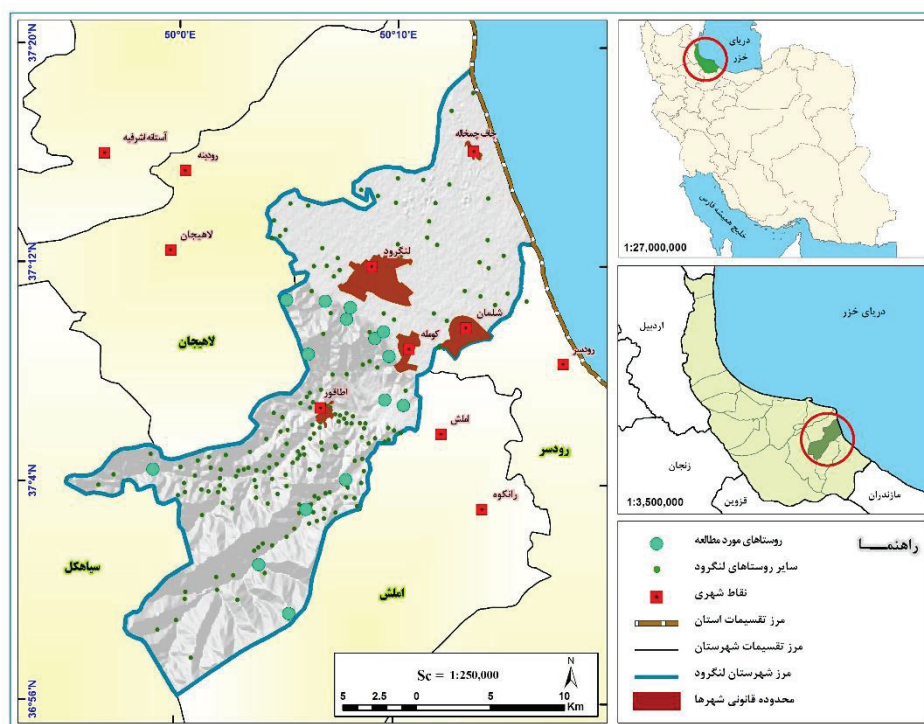 50°0'E
50°10'E
37°20'N
37°12'N
37°4'N
36°56'N
آستانه اشرفیه
رودبنه
چاف چمخاله
لاهیجان
لنگرود
شلمان
کومله
رودسر
لاهیجان
اطاقور
املش
رودسر
رانکوه
سیاهکل
املش
Sc = 1:250,000
N
5 2.5 0 5 10
Km
دریای
خزر
خلیج همیشه فارس
1:27,000,000
اردبیل
دریای خزر
زنجان
قزوین
مازندران
1:3,500,000
راهنمـــــا
روستاهای مورد مطالعه
سایر روستاهای لنگرود
نقاط شهری
مرز تقسیمات استان
مرز تقسیمات شهرستان
مرز شهرستان لنگرود
محدوده قانونی شهرها